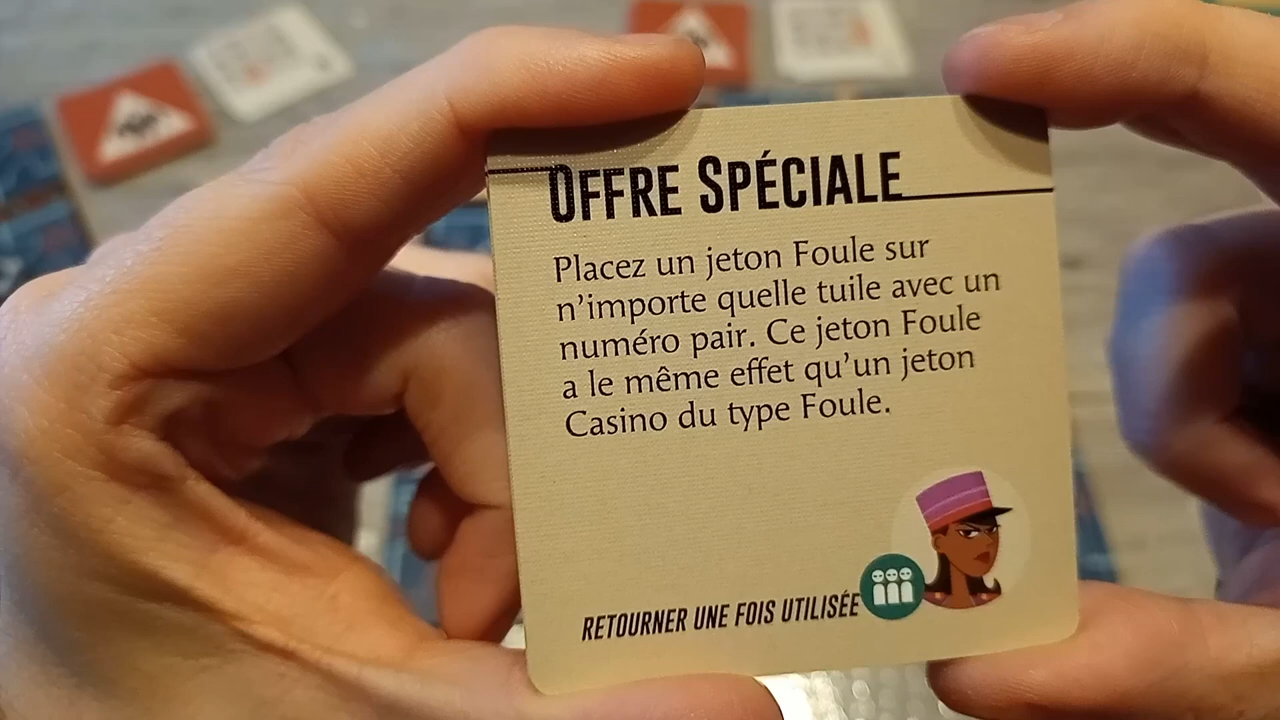 OFFRE SPÉCIALE
Placez un jeton Foule sur
n'importe quelle tuile avec un
numéro pair. Ce jeton Foule
a le même effet qu'un jeton
Casino du type Foule.
RETOURNER UNE FOIS UTILISÉE